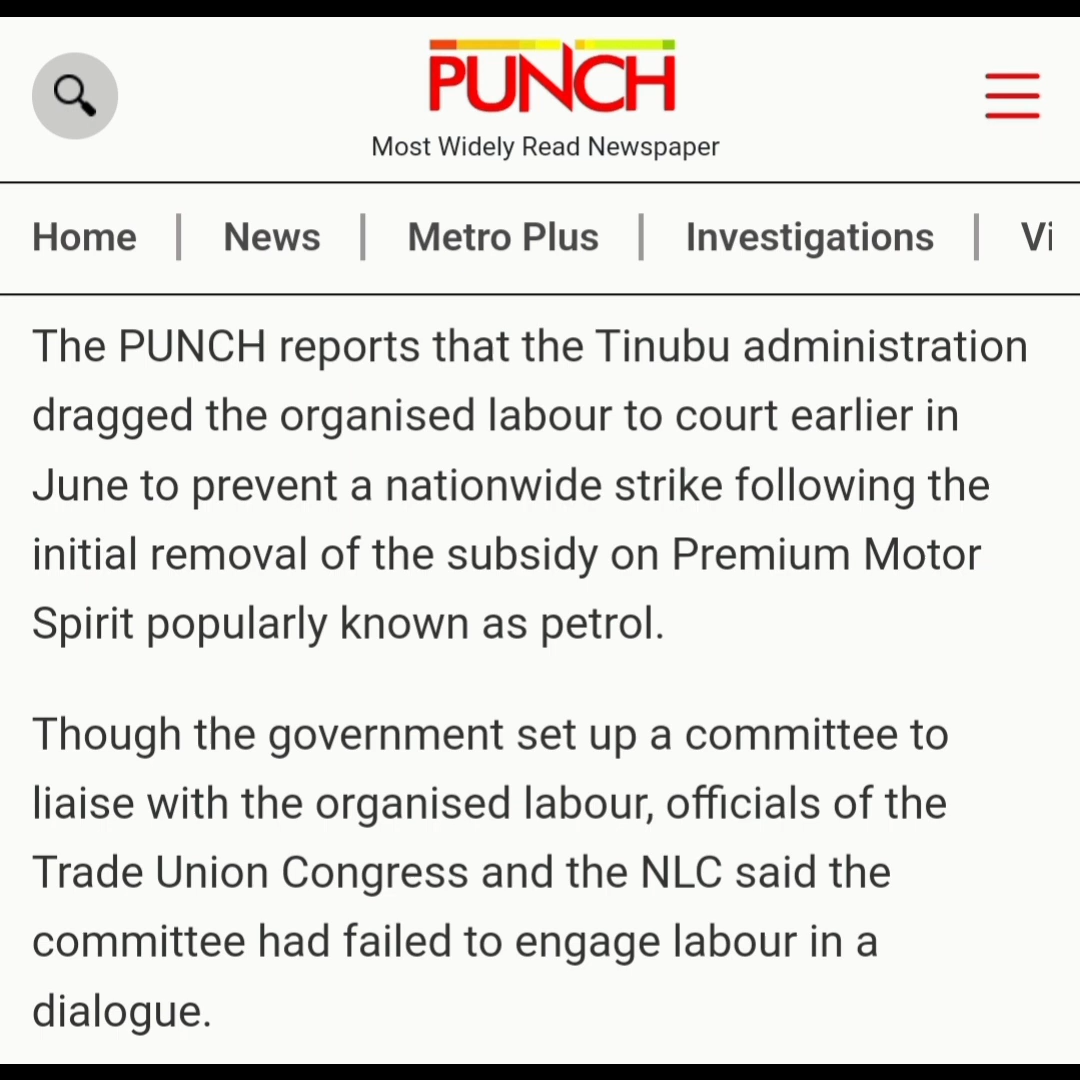 PUNCH
Most Widely Read Newspaper
Home | News | Metro Plus | Investigations | Vi
The PUNCH reports that the Tinubu administration
dragged the organised labour to court earlier in
June to prevent a nationwide strike following the
initial removal of the subsidy on Premium Motor
Spirit popularly known as petrol.
Though the government set up a committee to
liaise with the organised labour, officials of the
Trade Union Congress and the NLC said the
committee had failed to engage labour in a
dialogue.